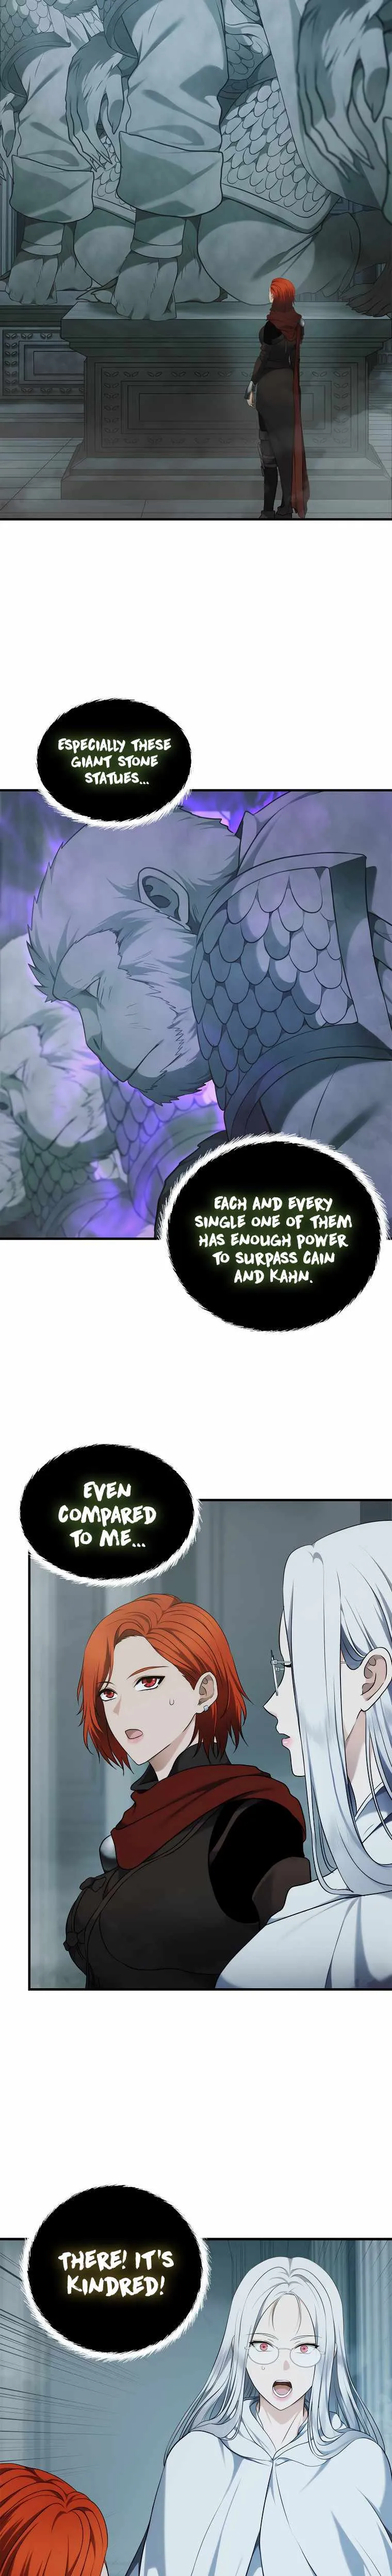 ESPECIALLY THESE
GIANT STONE
STATUES...
EACH AND EVERY
SINGLE ONE OF THEM
HAS ENOUGH POWER
TO SURPASS CAIN
AND KAHN.
EVEN
COMPARED
TO ME...
THERE! IT'S
KINDRED!